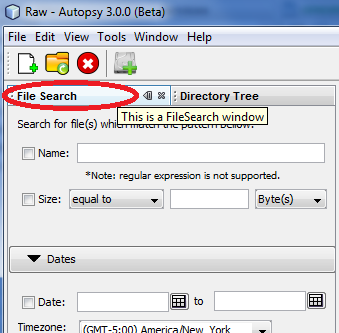 Raw - Autopsy 3.0.0 (Beta)
File Edit View Tools Window Help
File Search Directory Tree
This is a FileSearch window
Search for file(s) which match the pattern below:
Name:
*Note: regular expression is not supported.
Size: equal to Byte(s)
Dates
Date: to
Timezone: (GMT-5:00) America/New_York